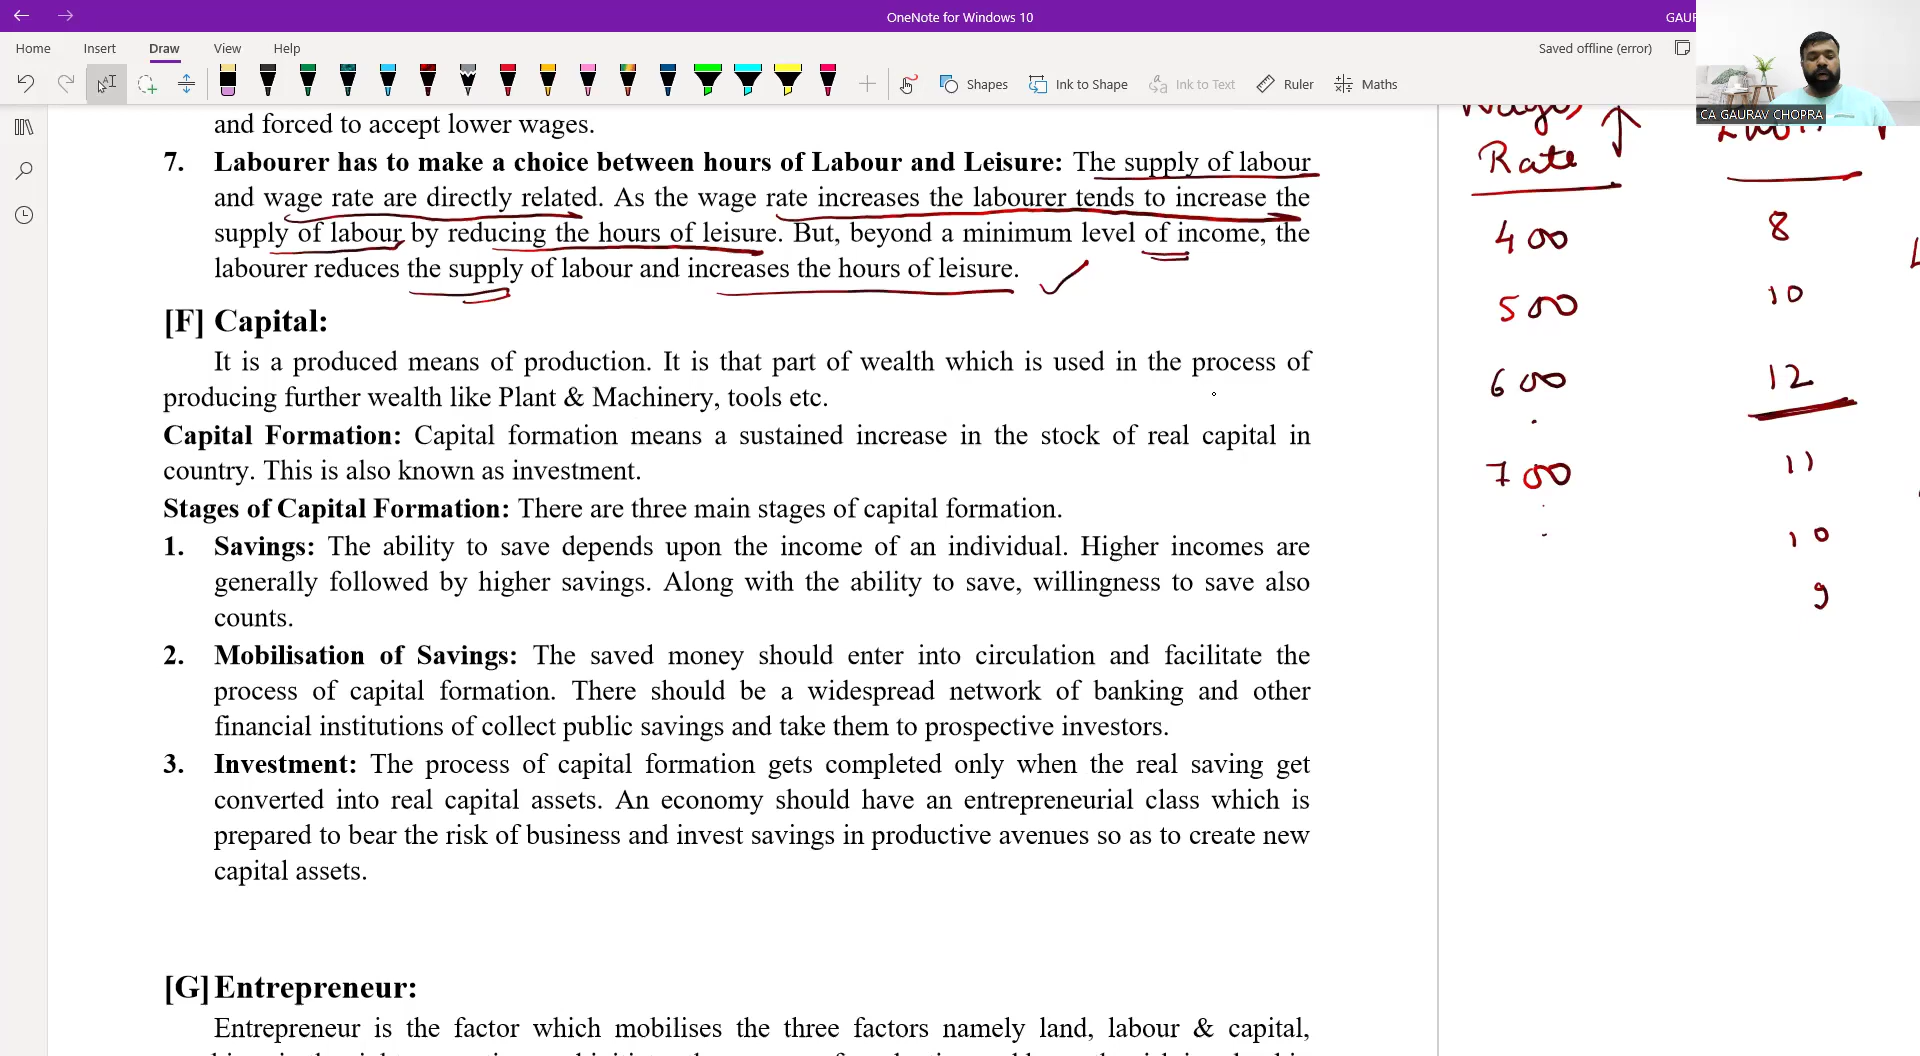 OneNote for Windows 10
GAUR
Home Insert Draw View Help
Saved offline (error)
Shapes Ink to Shape Ink to Text Ruler Maths
CA GAURAV CHOPRA
and forced to accept lower wages.
7. Labourer has to make a choice between hours of Labour and Leisure: The supply of labour
and wage rate are directly related. As the wage rate increases the labourer tends to increase the
supply of labour by reducing the hours of leisure. But, beyond a minimum level of income, the
labourer reduces the supply of labour and increases the hours of leisure.
[F] Capital:
It is a produced means of production. It is that part of wealth which is used in the process of
producing further wealth like Plant & Machinery, tools etc.
Capital Formation: Capital formation means a sustained increase in the stock of real capital in
country. This is also known as investment.
Stages of Capital Formation: There are three main stages of capital formation.
1. Savings: The ability to save depends upon the income of an individual. Higher incomes are
generally followed by higher savings. Along with the ability to save, willingness to save also
counts.
2. Mobilisation of Savings: The saved money should enter into circulation and facilitate the
process of capital formation. There should be a widespread network of banking and other
financial institutions of collect public savings and take them to prospective investors.
3. Investment: The process of capital formation gets completed only when the real saving get
converted into real capital assets. An economy should have an entrepreneurial class which is
prepared to bear the risk of business and invest savings in productive avenues so as to create new
capital assets.
[G] Entrepreneur:
Entrepreneur is the factor which mobilises the three factors namely land, labour & capital,
Rate
400 8
500 10
600 12
700 11
10
9